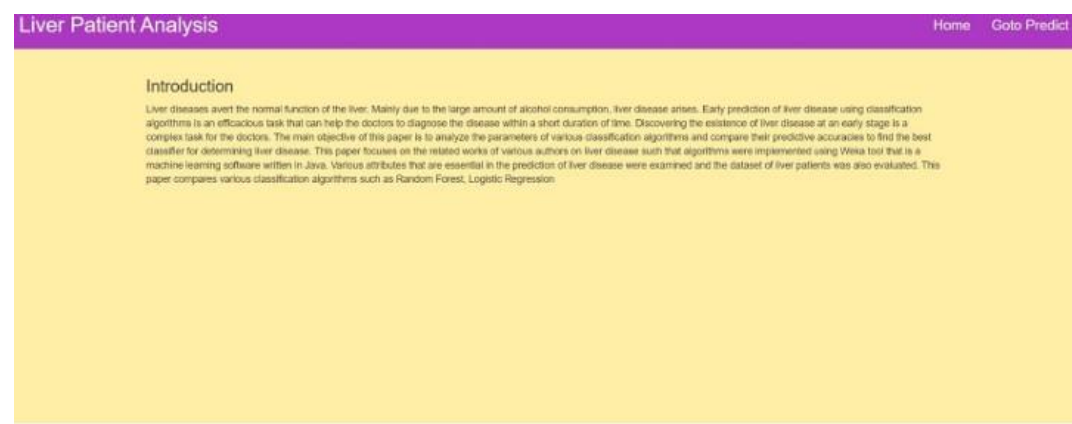 Liver Patient Analysis
Home Goto Predict
Introduction
Liver diseases avert the normal function of the liver. Mainly due to the large amount of alcohol consumption, liver disease arises. Early prediction of liver disease using classification
algorithms is an efficacious task that can help the doctors to diagnose the disease within a short duration of time. Discovering the existence of liver disease at an early stage is a
complex task for the doctors. The main objective of this paper is to analyze the parameters of various classification algorithms and compare their predictive accuracies to find the best
classifier for determining liver disease. This paper focuses on the related works of various authors on liver disease such that algorithms were implemented using Weka tool that is a
machine learning software written in Java. Various attributes that are essential in the prediction of liver disease were examined and the dataset of liver patients was also evaluated. This
paper compares various classification algorithms such as Random Forest, Logistic Regression